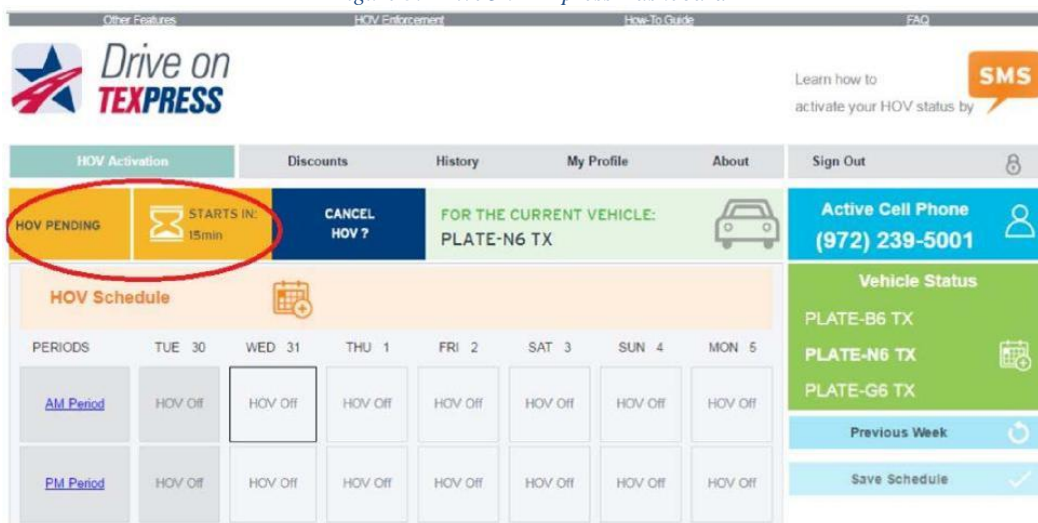 Other Features HOV Enforcement How-To Guide FAQ
Drive on
TEXPRESS
Learn how to
activate your HOV status by
SMS
HOV Activation Discounts History My Profile About Sign Out
HOV PENDING
STARTS IN:
15min
CANCEL
HOV ?
FOR THE CURRENT VEHICLE:
PLATE-N6 TX
Active Cell Phone
(972) 239-5001
HOV Schedule
Vehicle Status
PLATE-B6 TX
PLATE-N6 TX
PLATE-G6 TX
PERIODS TUE 30 WED 31 THU 1 FRI 2 SAT 3 SUN 4 MON 5
AM Period HOV Off HOV Off HOV Off HOV Off HOV Off HOV Off HOV Off
Previous Week
PM Period HOV Off HOV Off HOV Off HOV Off HOV Off HOV Off HOV Off
Save Schedule